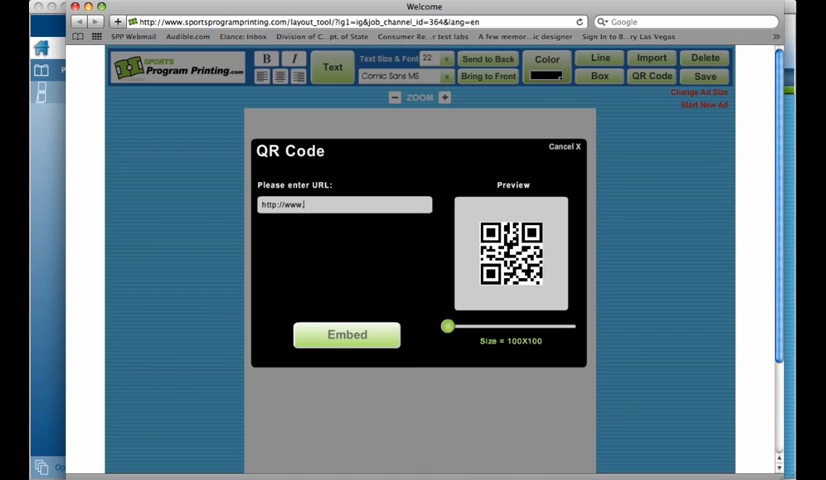 Welcome
http://www.sportsprogramprinting.com/layout_tool/?ig1=ig&job_channel_id=364&lang=en
Google
SPP Webmail Audible.com Elance: Inbox Division of C...pt. of State Consumer Re...r test labs A few memor...ic designer Sign In to B...ry Las Vegas
SPORTS
Program Printing.com
B I
Text
Text Size & Font 22
Comic Sans MS
Send to Back
Bring to Front
Color
Line
Box
Import
QR Code
Delete
Save
ZOOM
Change Ad Size
Start New Ad
QR Code
Cancel X
Please enter URL:
Preview
http://www.
Embed
Size = 100X100